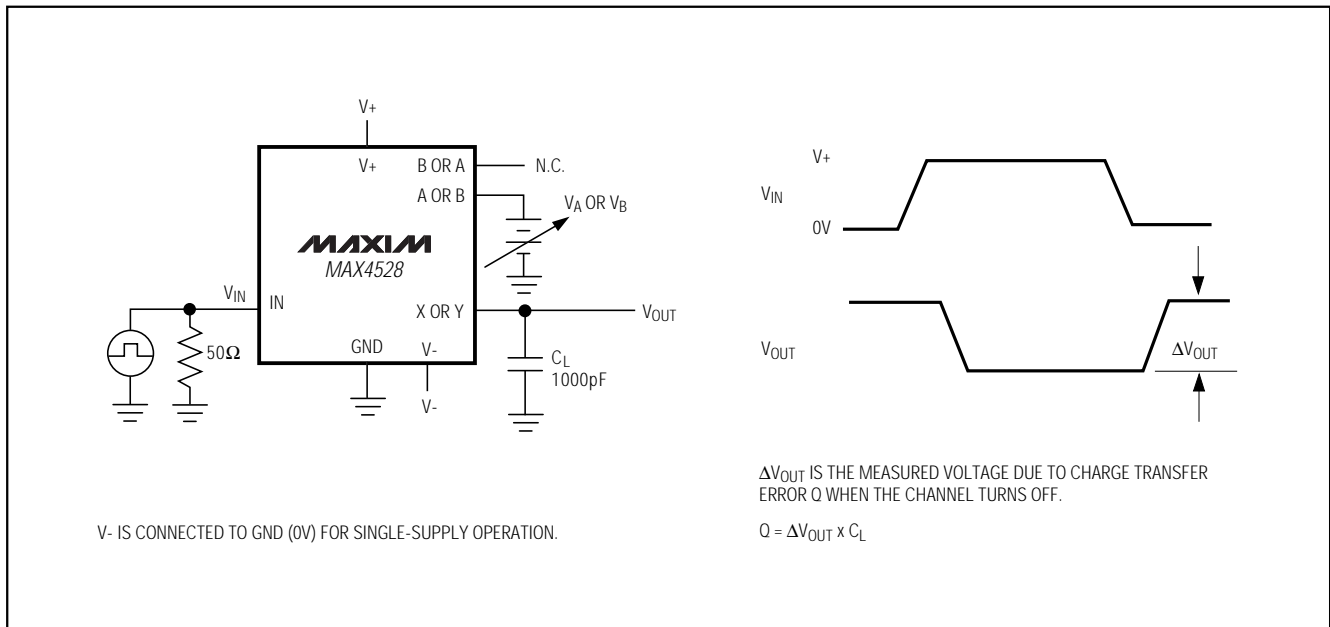 V+
V+
B OR A
N.C.
A OR B
VA OR VB
MAXIM
MAX4528
VIN
IN
X OR Y
VOUT
50Ω
GND
V-
CL
1000pF
V-
V- IS CONNECTED TO GND (0V) FOR SINGLE-SUPPLY OPERATION.
V+
VIN
0V
VOUT
ΔVOUT
ΔVOUT IS THE MEASURED VOLTAGE DUE TO CHARGE TRANSFER
ERROR Q WHEN THE CHANNEL TURNS OFF.
Q = ΔVOUT x CL